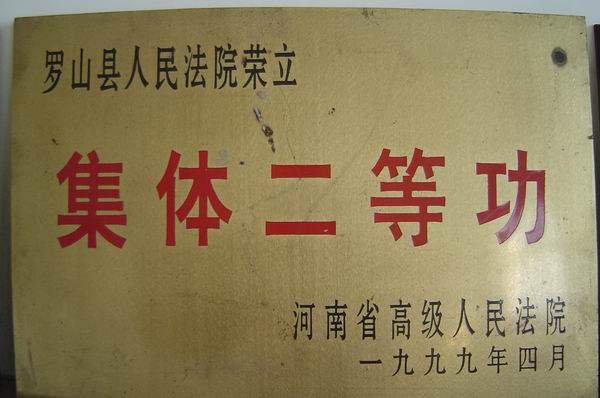 罗山县人民法院荣立
集体二等功
河南省高级人民法院
一九九九年四月